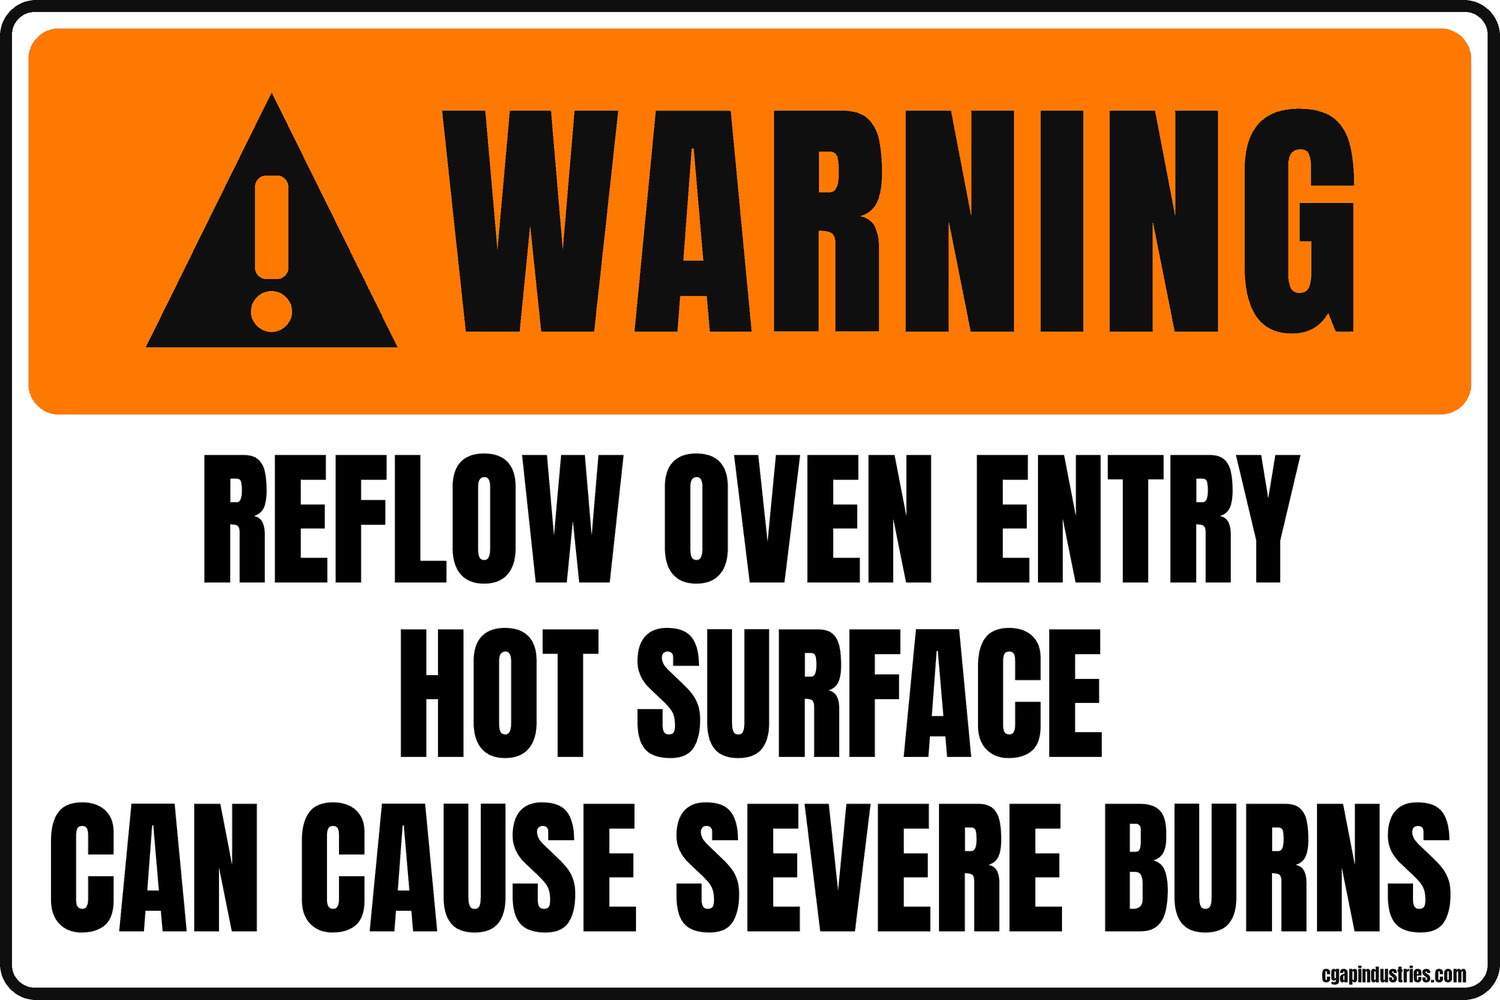 WARNING
REFLOW OVEN ENTRY
HOT SURFACE
CAN CAUSE SEVERE BURNS
cgapindustries.com